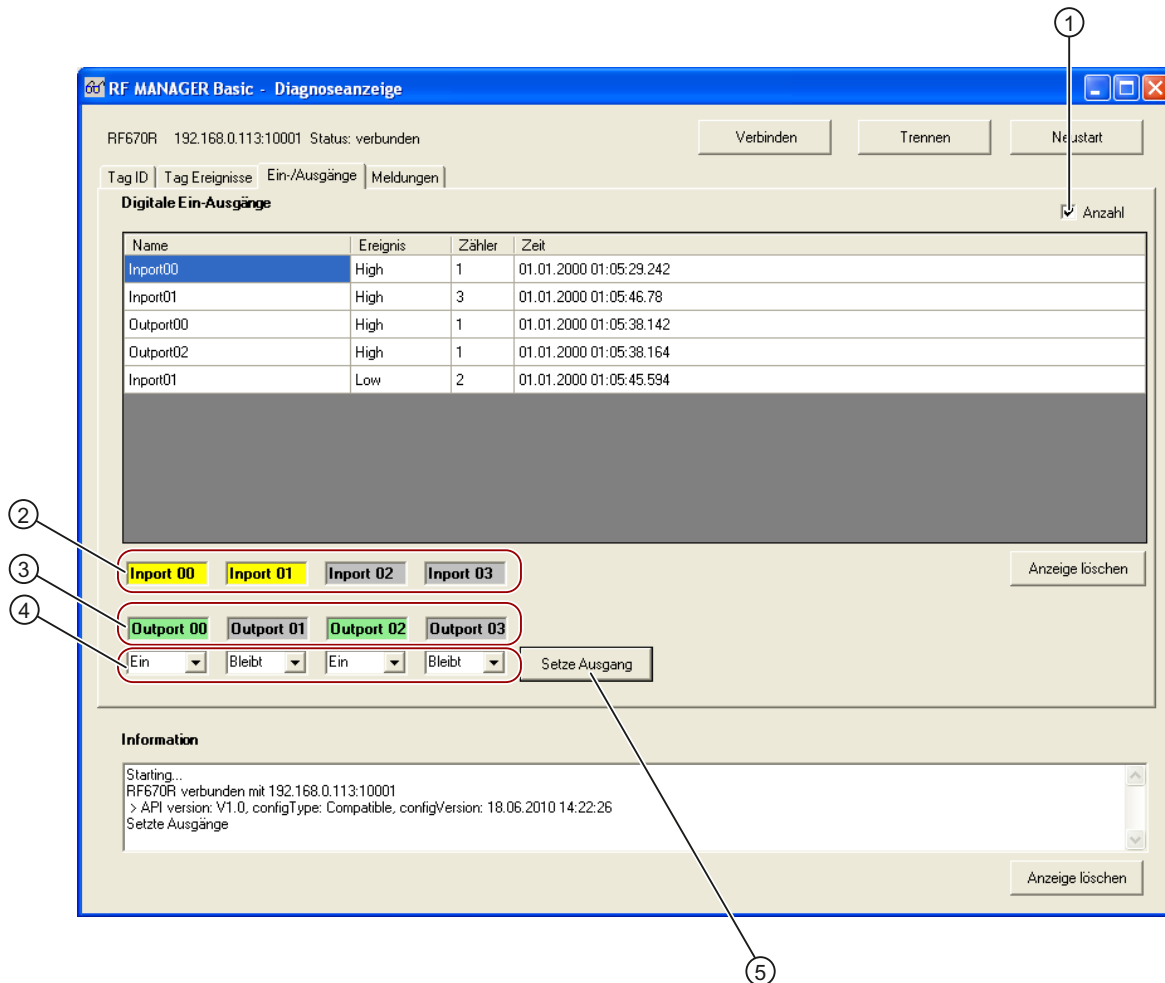 1
RF MANAGER Basic - Diagnoseanzeige
RF670R 192.168.0.113:10001 Status: verbunden
Verbinden Trennen Neustart
Tag ID Tag Ereignisse Ein-/Ausgänge Meldungen
Digitale Ein-Ausgänge
Anzahl
Name Ereignis Zähler Zeit
Inport00 High 1 01.01.2000 01:05:29.242
Inport01 High 3 01.01.2000 01:05:46.78
Outport00 High 1 01.01.2000 01:05:38.142
Outport02 High 1 01.01.2000 01:05:38.164
Inport01 Low 2 01.01.2000 01:05:45.594
2
Inport 00 Inport 01 Inport 02 Inport 03
Anzeige löschen
3
Outport 00 Outport 01 Outport 02 Outport 03
4
Ein Bleibt Ein Bleibt
Setze Ausgang
Information
Starting...
RF670R verbunden mit 192.168.0.113:10001
> API version: V1.0, configType: Compatible, configVersion: 18.06.2010 14:22:26
Setzte Ausgänge
Anzeige löschen
5